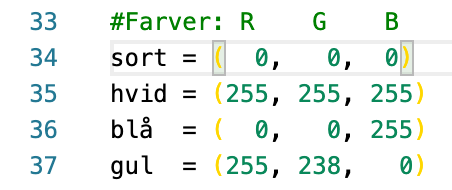 33 #Farver: R    G    B
34 sort = (  0,   0,   0)
35 hvid = (255, 255, 255)
36 blå  = (  0,   0, 255)
37 gul  = (255, 238,   0)